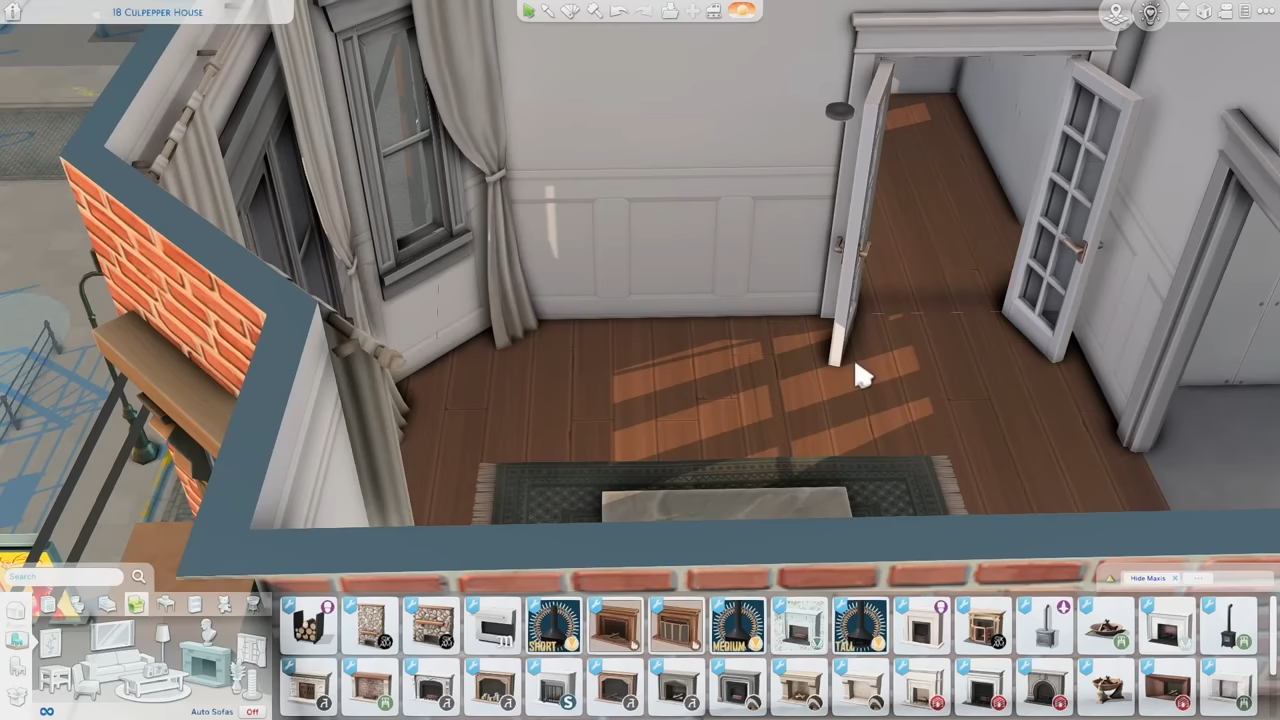 18 CULPEPPER HOUSE
Search
Hide Maxis
SHORT
MEDIUM
TALL
Auto Sofas Off